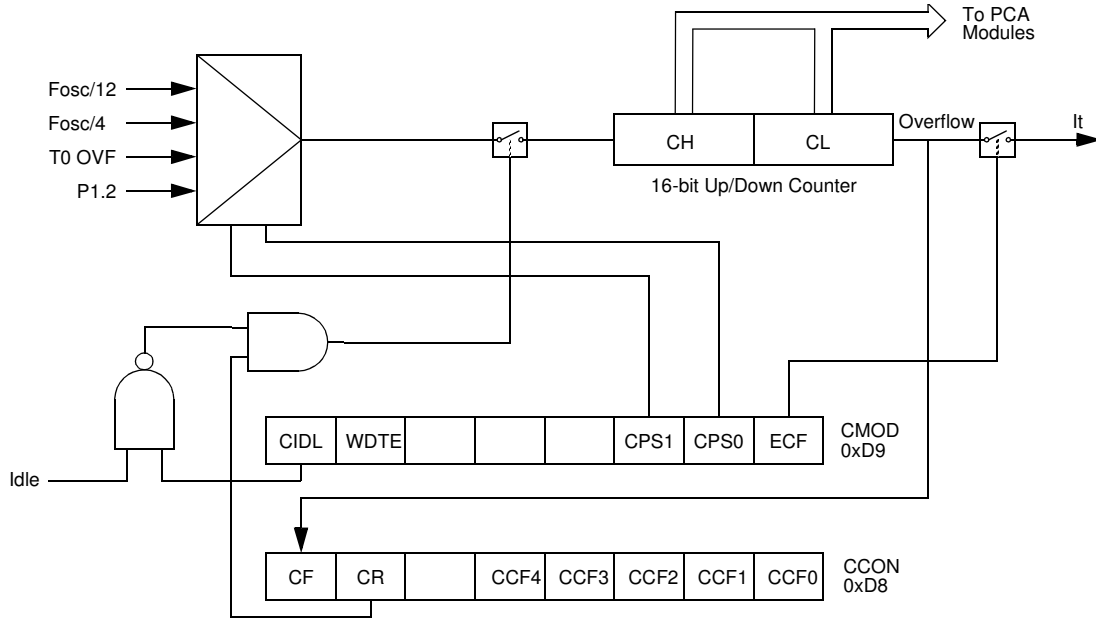 To PCA
Modules
Fosc/12
Fosc/4
T0 OVF
P1.2
CH
CL
Overflow
It
16-bit Up/Down Counter
CIDL
WDTE
CPS1
CPS0
ECF
CMOD
0xD9
Idle
CF
CR
CCF4
CCF3
CCF2
CCF1
CCF0
CCON
0xD8